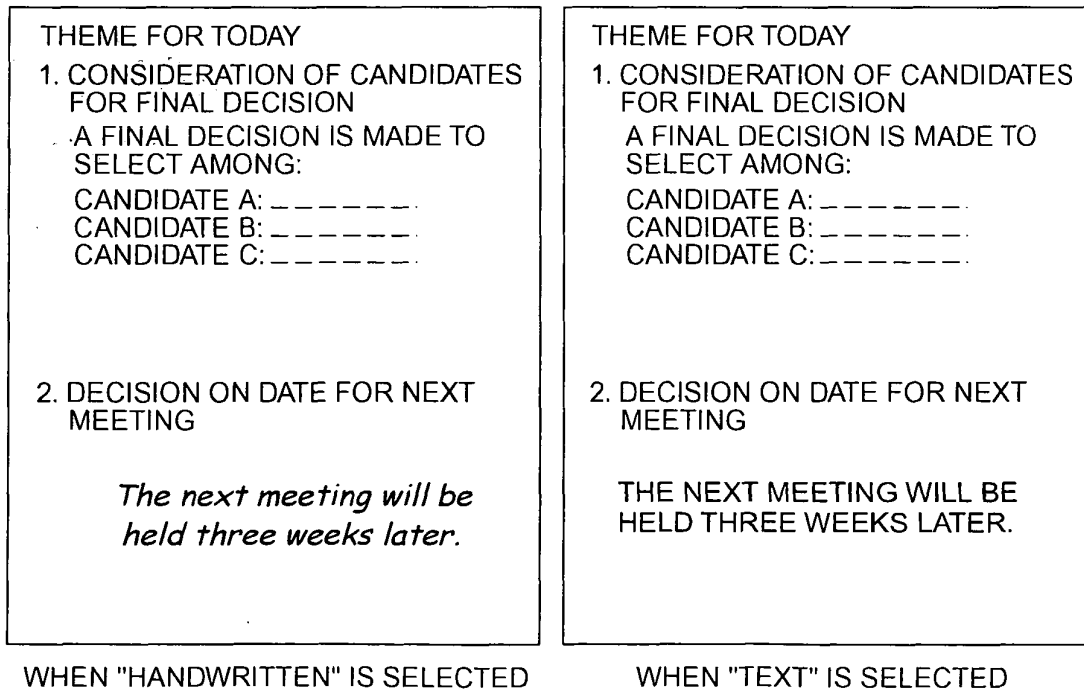 THEME FOR TODAY
1. CONSIDERATION OF CANDIDATES
FOR FINAL DECISION
A FINAL DECISION IS MADE TO
SELECT AMONG:
CANDIDATE A: _ _ _ _ _ _
CANDIDATE B: _ _ _ _ _ _
CANDIDATE C: _ _ _ _ _ _
2. DECISION ON DATE FOR NEXT
MEETING
The next meeting will be
held three weeks later.
WHEN "HANDWRITTEN" IS SELECTED
THEME FOR TODAY
1. CONSIDERATION OF CANDIDATES
FOR FINAL DECISION
A FINAL DECISION IS MADE TO
SELECT AMONG:
CANDIDATE A: _ _ _ _ _ _
CANDIDATE B: _ _ _ _ _ _
CANDIDATE C: _ _ _ _ _ _
2. DECISION ON DATE FOR NEXT
MEETING
THE NEXT MEETING WILL BE
HELD THREE WEEKS LATER.
WHEN "TEXT" IS SELECTED